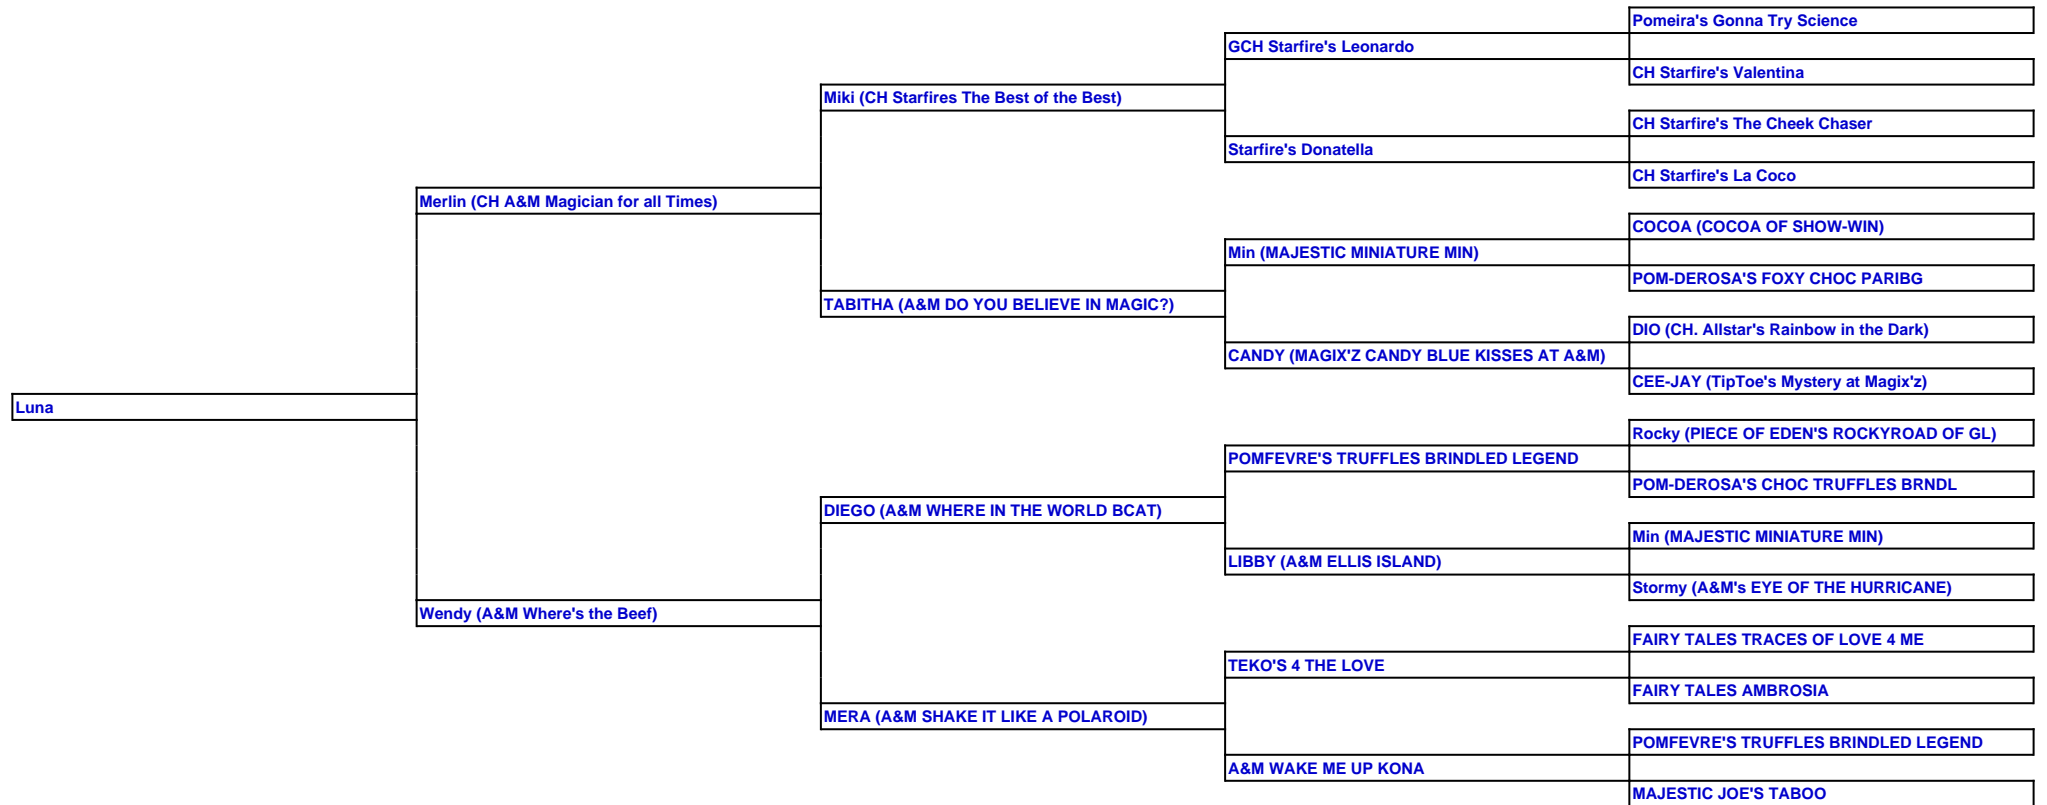 Pomeira's Gonna Try Science
GCH Starfire's Leonardo
CH Starfire's Valentina
Miki (CH Starfires The Best of the Best)
CH Starfire's The Cheek Chaser
Starfire's Donatella
CH Starfire's La Coco
Merlin (CH A&M Magician for all Times)
COCOA (COCOA OF SHOW-WIN)
Min (MAJESTIC MINIATURE MIN)
POM-DEROSA'S FOXY CHOC PARIBG
TABITHA (A&M DO YOU BELIEVE IN MAGIC?)
DIO (CH. Allstar's Rainbow in the Dark)
CANDY (MAGIX'Z CANDY BLUE KISSES AT A&M)
CEE-JAY (TipToe's Mystery at Magix'z)
Luna
Rocky (PIECE OF EDEN'S ROCKYROAD OF GL)
POMFEVRE'S TRUFFLES BRINDLED LEGEND
POM-DEROSA'S CHOC TRUFFLES BRNDL
DIEGO (A&M WHERE IN THE WORLD BCAT)
Min (MAJESTIC MINIATURE MIN)
LIBBY (A&M ELLIS ISLAND)
Stormy (A&M's EYE OF THE HURRICANE)
Wendy (A&M Where's the Beef)
FAIRY TALES TRACES OF LOVE 4 ME
TEKO'S 4 THE LOVE
FAIRY TALES AMBROSIA
MERA (A&M SHAKE IT LIKE A POLAROID)
POMFEVRE'S TRUFFLES BRINDLED LEGEND
A&M WAKE ME UP KONA
MAJESTIC JOE'S TABOO